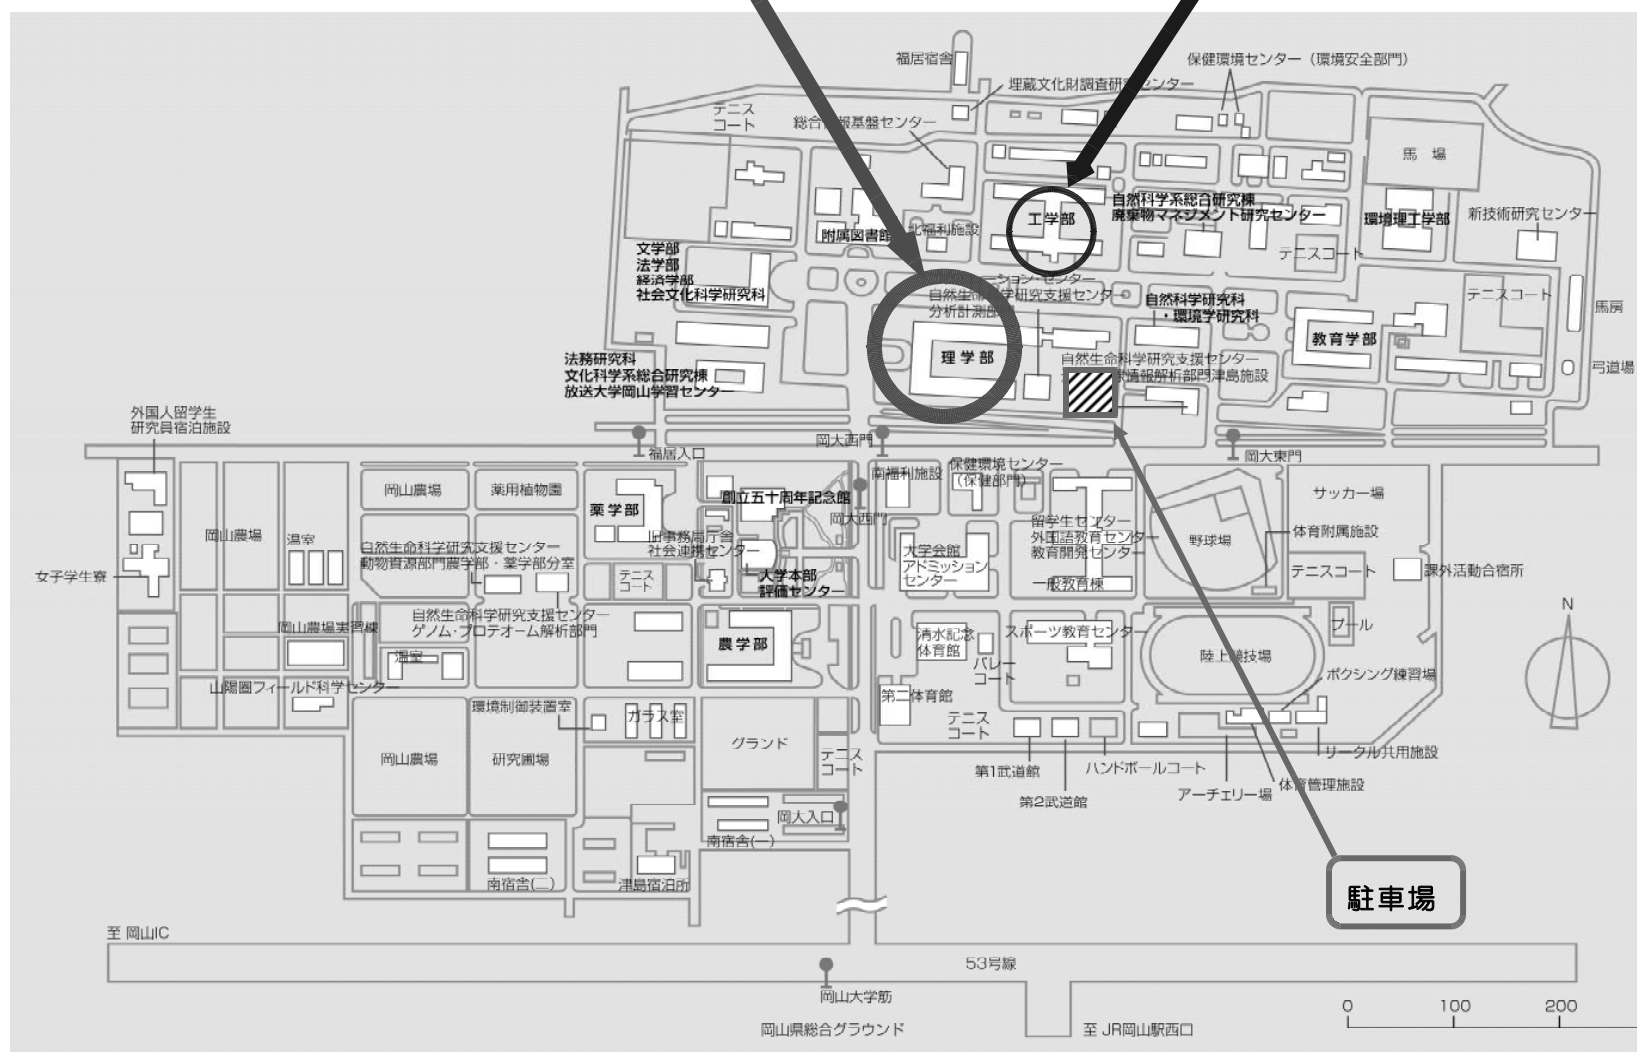 福居宿舎
保健環境センター（環境安全部門）
埋蔵文化財調査研究センター
テニス
コート
総合情報基盤センター
馬　場
自然科学系総合研究棟
廃棄物マネジメント研究センター
工学部
環境理工学部
新技術研究センター
附属図書館
北福利施設
テニスコート
文学部
法学部
経済学部
社会文化科学研究科
ーション・センター
自然生命科学研究支援センター
分析計測部
自然科学研究科
・環境学研究科
テニスコート
馬房
教育学部
理学部
法務研究科
文化科学系総合研究棟
放送大学岡山学習センター
自然生命科学研究支援センター
情報解析部門津島施設
弓道場
外国人留学生
研究員宿泊施設
福居入口
岡大西門
岡大東門
岡山農場
薬用植物園
薬学部
創立五十周年記念館
岡大西門
南福利施設
保健環境センター
（保健部門）
サッカー場
岡山農場
温室
自然生命科学研究支援センター
動物資源部門農学部・薬学部分室
旧事務局庁舎
社会連携センター
留学生センター
外国語教育センター
教育開発センター
野球場
体育附属施設
女子学生寮
テニス
コート
大学本部
評価センター
大学会館
アドミッション
センター
一般教育棟
テニスコート
課外活動合宿所
自然生命科学研究支援センター
ゲノム・プロテオーム解析部門
岡山農場実習棟
温室
農学部
清水記念
体育館
スポーツ教育センター
バレー
コート
陸上競技場
プール
ボクシング練習場
N
山陽圏フィールド科学センター
環境制御装置室
ガラス室
第二体育館
テニス
コート
岡山農場
研究圃場
グランド
テニス
コート
第1武道館
第2武道館
ハンドボールコート
アーチェリー場
体育管理施設
サークル共用施設
岡大入口
南宿舎(一)
南宿舎(二)
津島宿泊所
駐車場
至 岡山IC
53号線
岡山大学筋
岡山県総合グラウンド
至 JR岡山駅西口
0
100
200